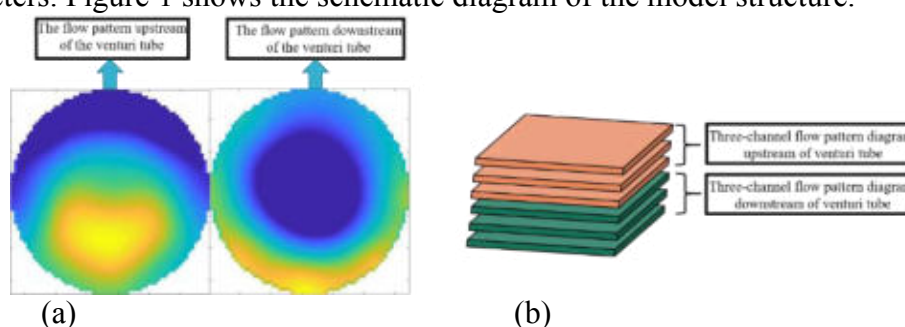 eters. Figure 1 shows the schematic diagram of the model structure.
The flow pattern upstream
of the venturi tube
The flow pattern downstream
of the venturi tube
Three-channel flow pattern diagram
upstream of venturi tube
Three-channel flow pattern diagram
downstream of venturi tube
(a)
(b)